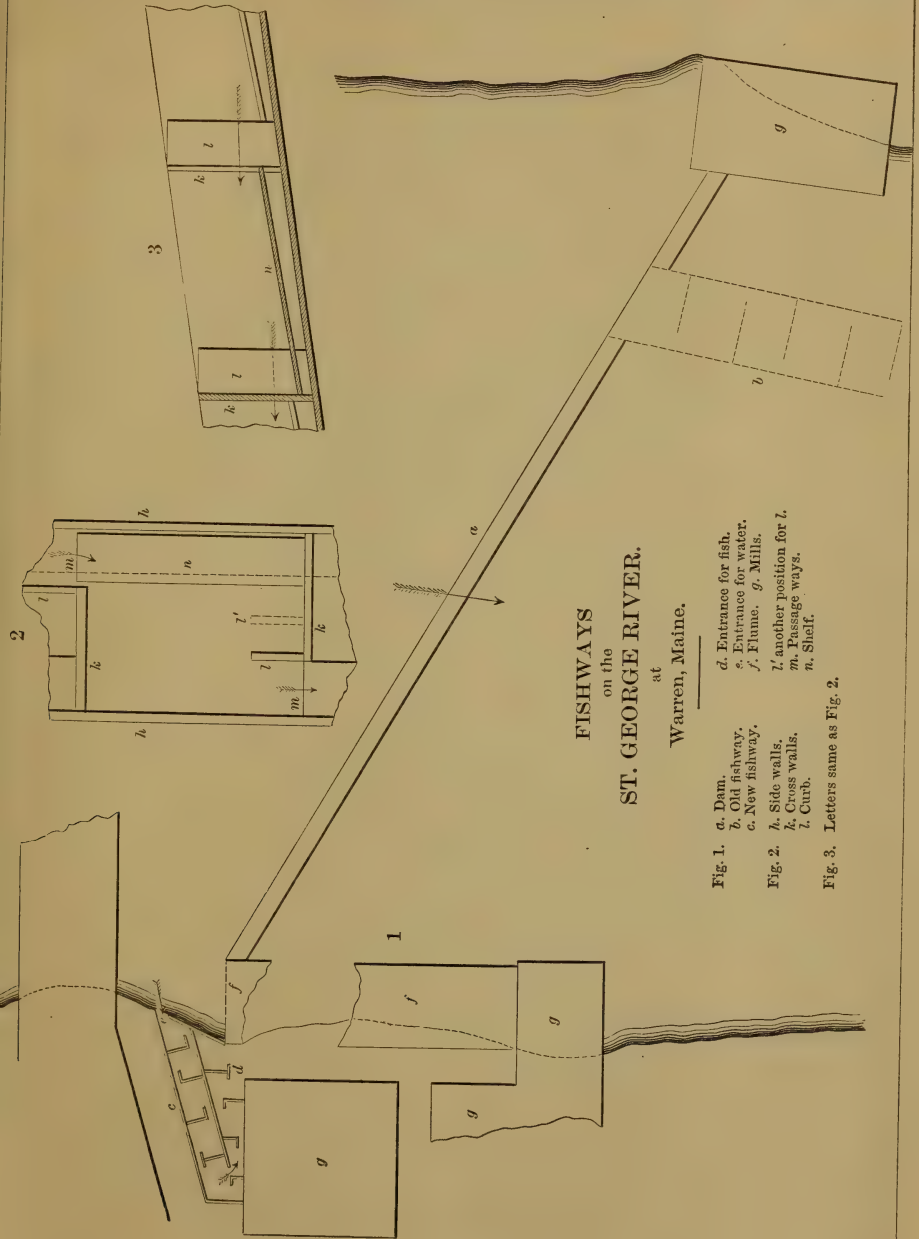 2
3
h
h
k
k
l
l
l'
m
m
n
k
k
l
l
n
FISHWAYS
on the
ST. GEORGE RIVER.
at
Warren, Maine.
Fig. 1. a. Dam. d. Entrance for fish.
b. Old fishway. e. Entrance for water.
c. New fishway. f. Flume. g. Mills.
Fig. 2. h. Side walls. l'. another position for l.
k. Cross walls. m. Passage ways.
l. Curb. n. Shelf.
Fig. 3. Letters same as Fig. 2.
1
a
b
c
d
e
f
f
g
g
g
g